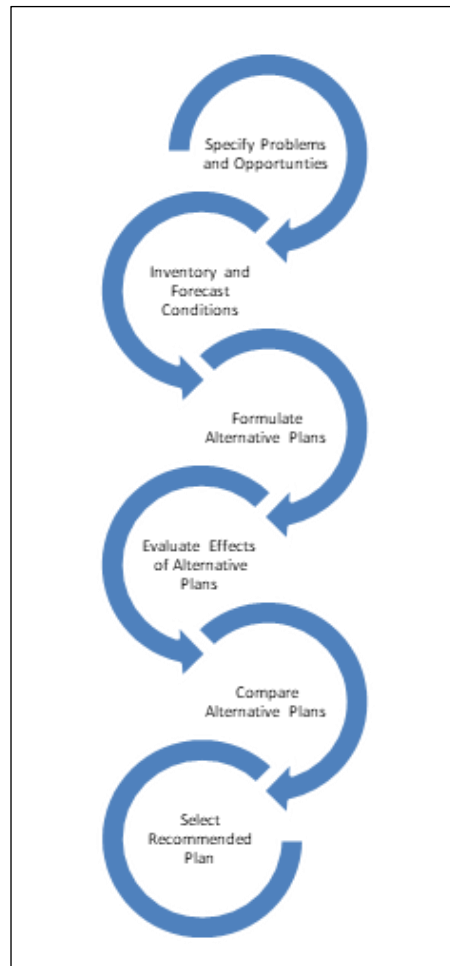 Specify Problems
and Opportunties
Inventory and
Forecast
Conditions
Formulate
Alternative Plans
Evaluate Effects
of Alternative
Plans
Compare
Alternative Plans
Select
Recommended
Plan